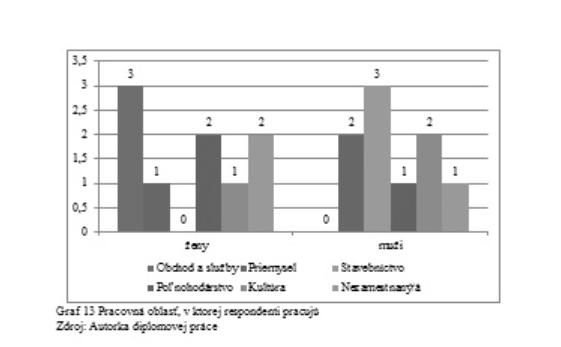 3,5
3
2,5
2
1,5
1
0,5
0
3 1 0 2 1 2
0 2 3 1 2 1
ženy muži
Obchod a služby Priemysel Stavebníctvo
Poľnohodárstvo Kultúra Nezamestnaný/á
Graf 13 Pracovná oblasť, v ktorej respondenti pracujú
Zdroj: Autorka diplomovej práce